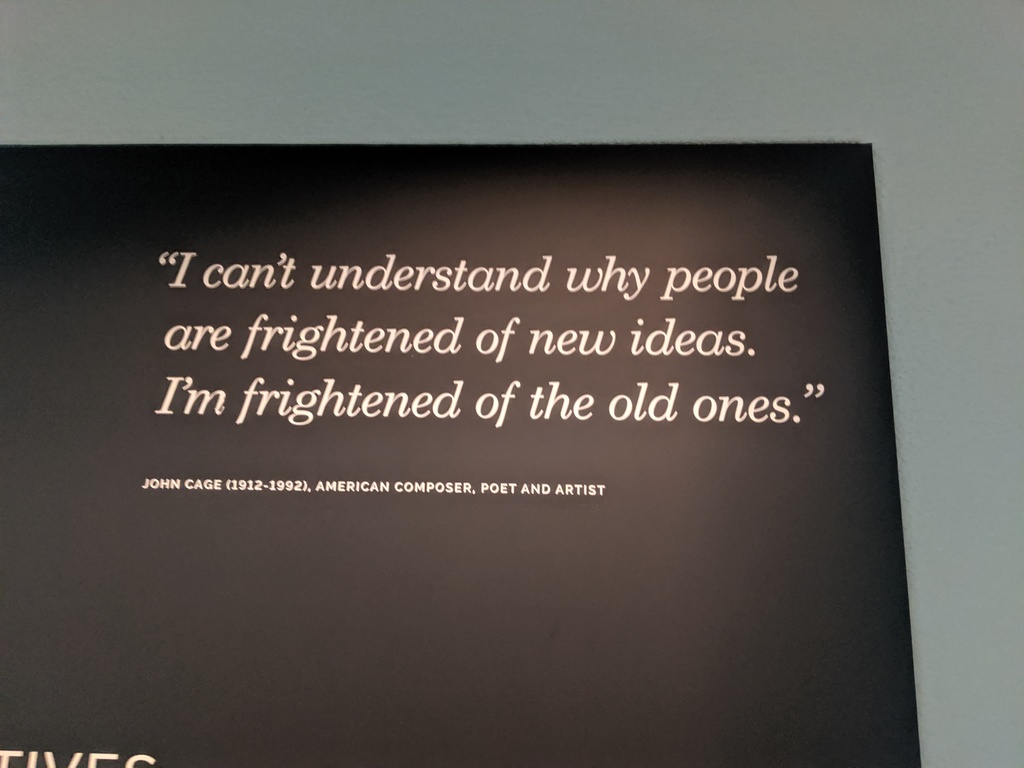 “I can’t understand why people
are frightened of new ideas.
I’m frightened of the old ones.”
JOHN CAGE (1912-1992), AMERICAN COMPOSER, POET AND ARTIST